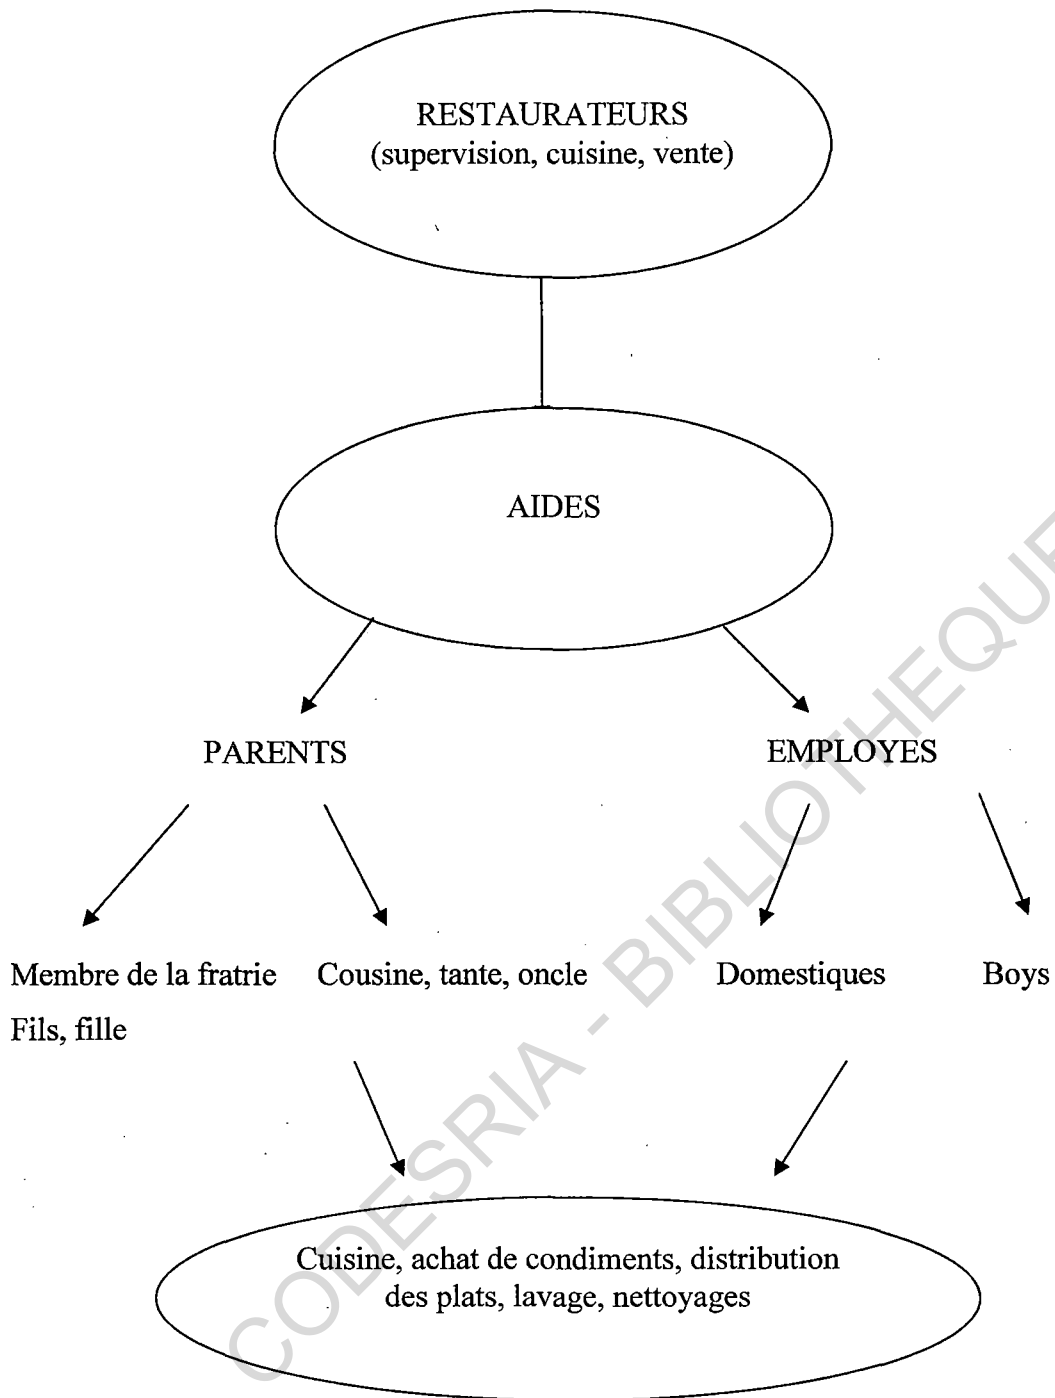 RESTAURATEURS
(supervision, cuisine, vente)
AIDES
PARENTS
EMPLOYES
Membre de la fratrie
Fils, fille
Cousine, tante, oncle
Domestiques
Boys
Cuisine, achat de condiments, distribution
des plats, lavage, nettoyages
CODESRIA - BIBLIOTHEQUE